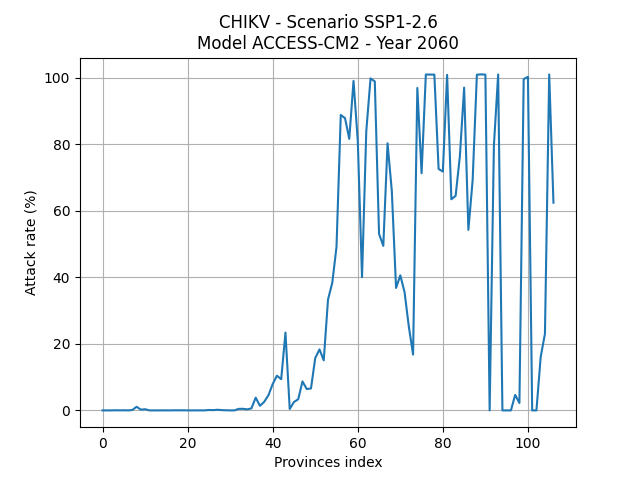 CHIKV - Scenario SSP1-2.6
Model ACCESS-CM2 - Year 2060
100
80
60
40
20
0
Attack rate (%)
0 20 40 60 80 100
Provinces index